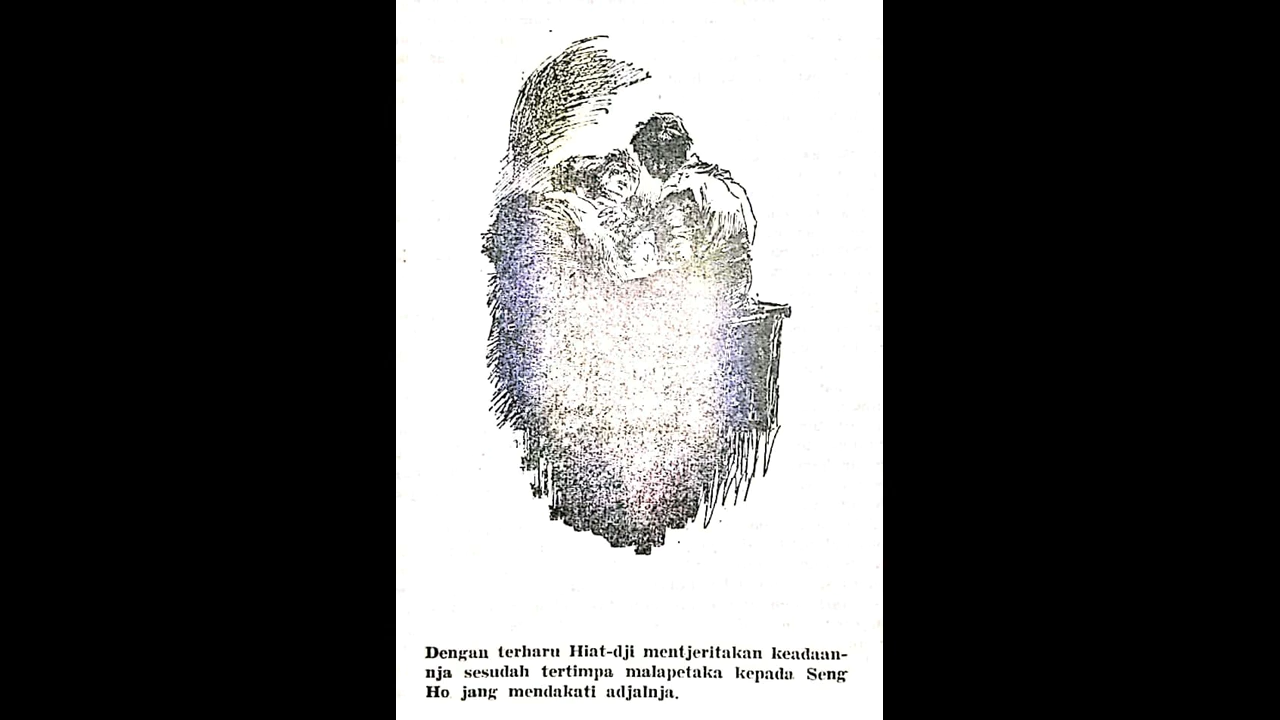 Dengan terharu Hiat-dji mentjeritakan keadaan-
nja sesudah tertimpa malapetaka kepada Seng
Ho jang mendakati adjalnja.